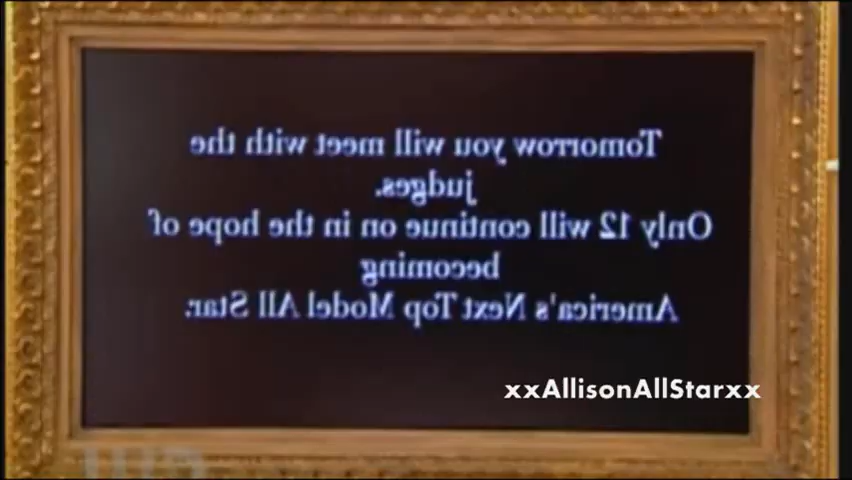 Tomorrow you will meet with the
judges.
Only 12 will continue on in the hope of
becoming
America's Next Top Model All Star.
xxAllisonAllStarxx